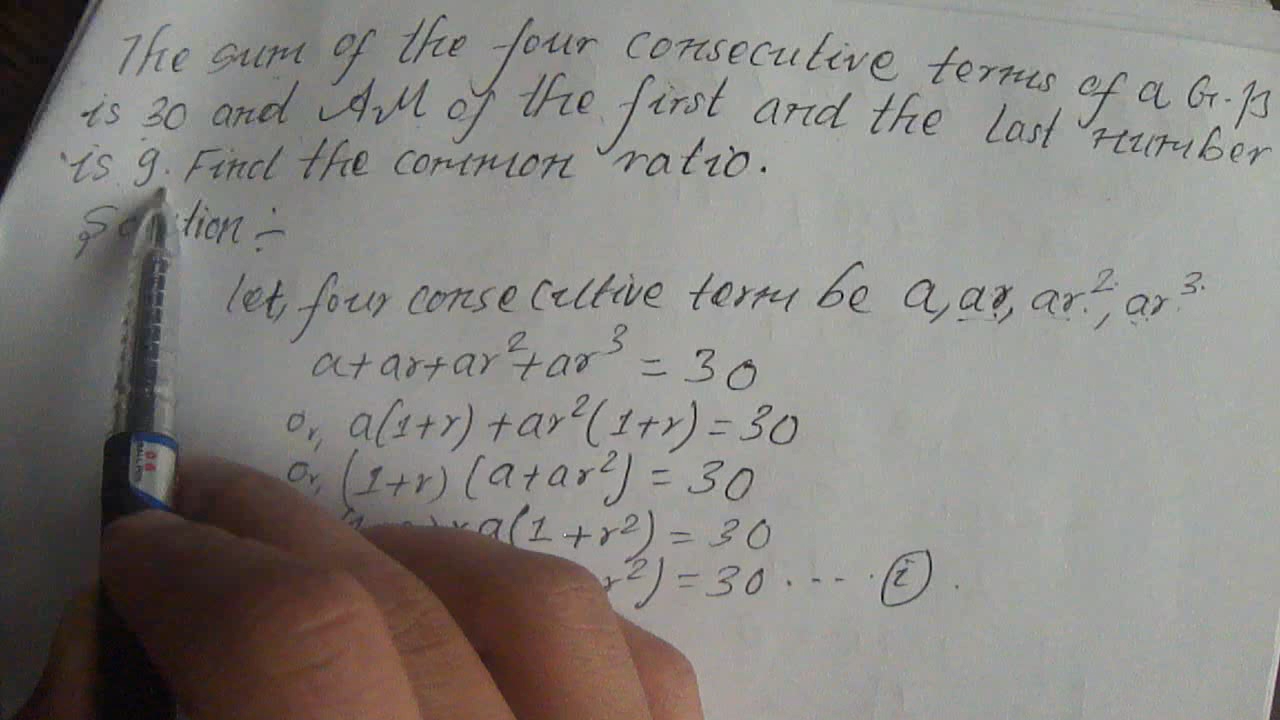 The sum of the four consecutive terms of a G.P
is 30 and AM of the first and the last number
is 9. Find the common ratio.
Solution :-
let, four consecutive term be a, ar, ar², ar³.
a+ar+ar²+ar³ = 30
or, a(1+r) +ar²(1+r) = 30
or, (1+r) (a+ar²) = 30
a(1+r²) = 30
r²) = 30 ..... (i).